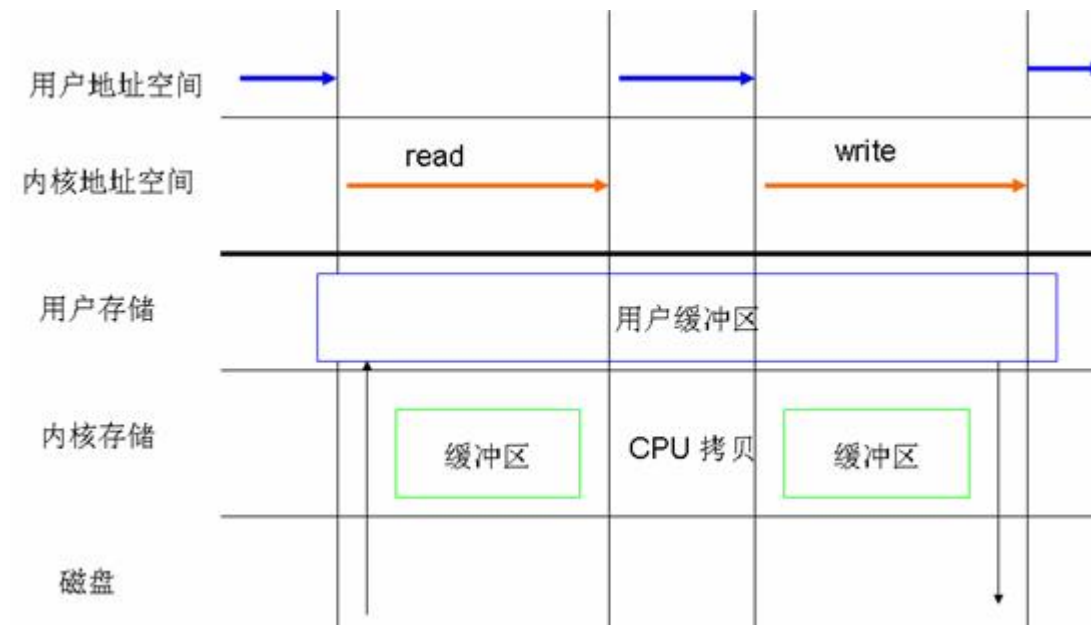 用户地址空间
read
write
内核地址空间
用户存储
用户缓冲区
内核存储
缓冲区
CPU 拷贝
缓冲区
磁盘